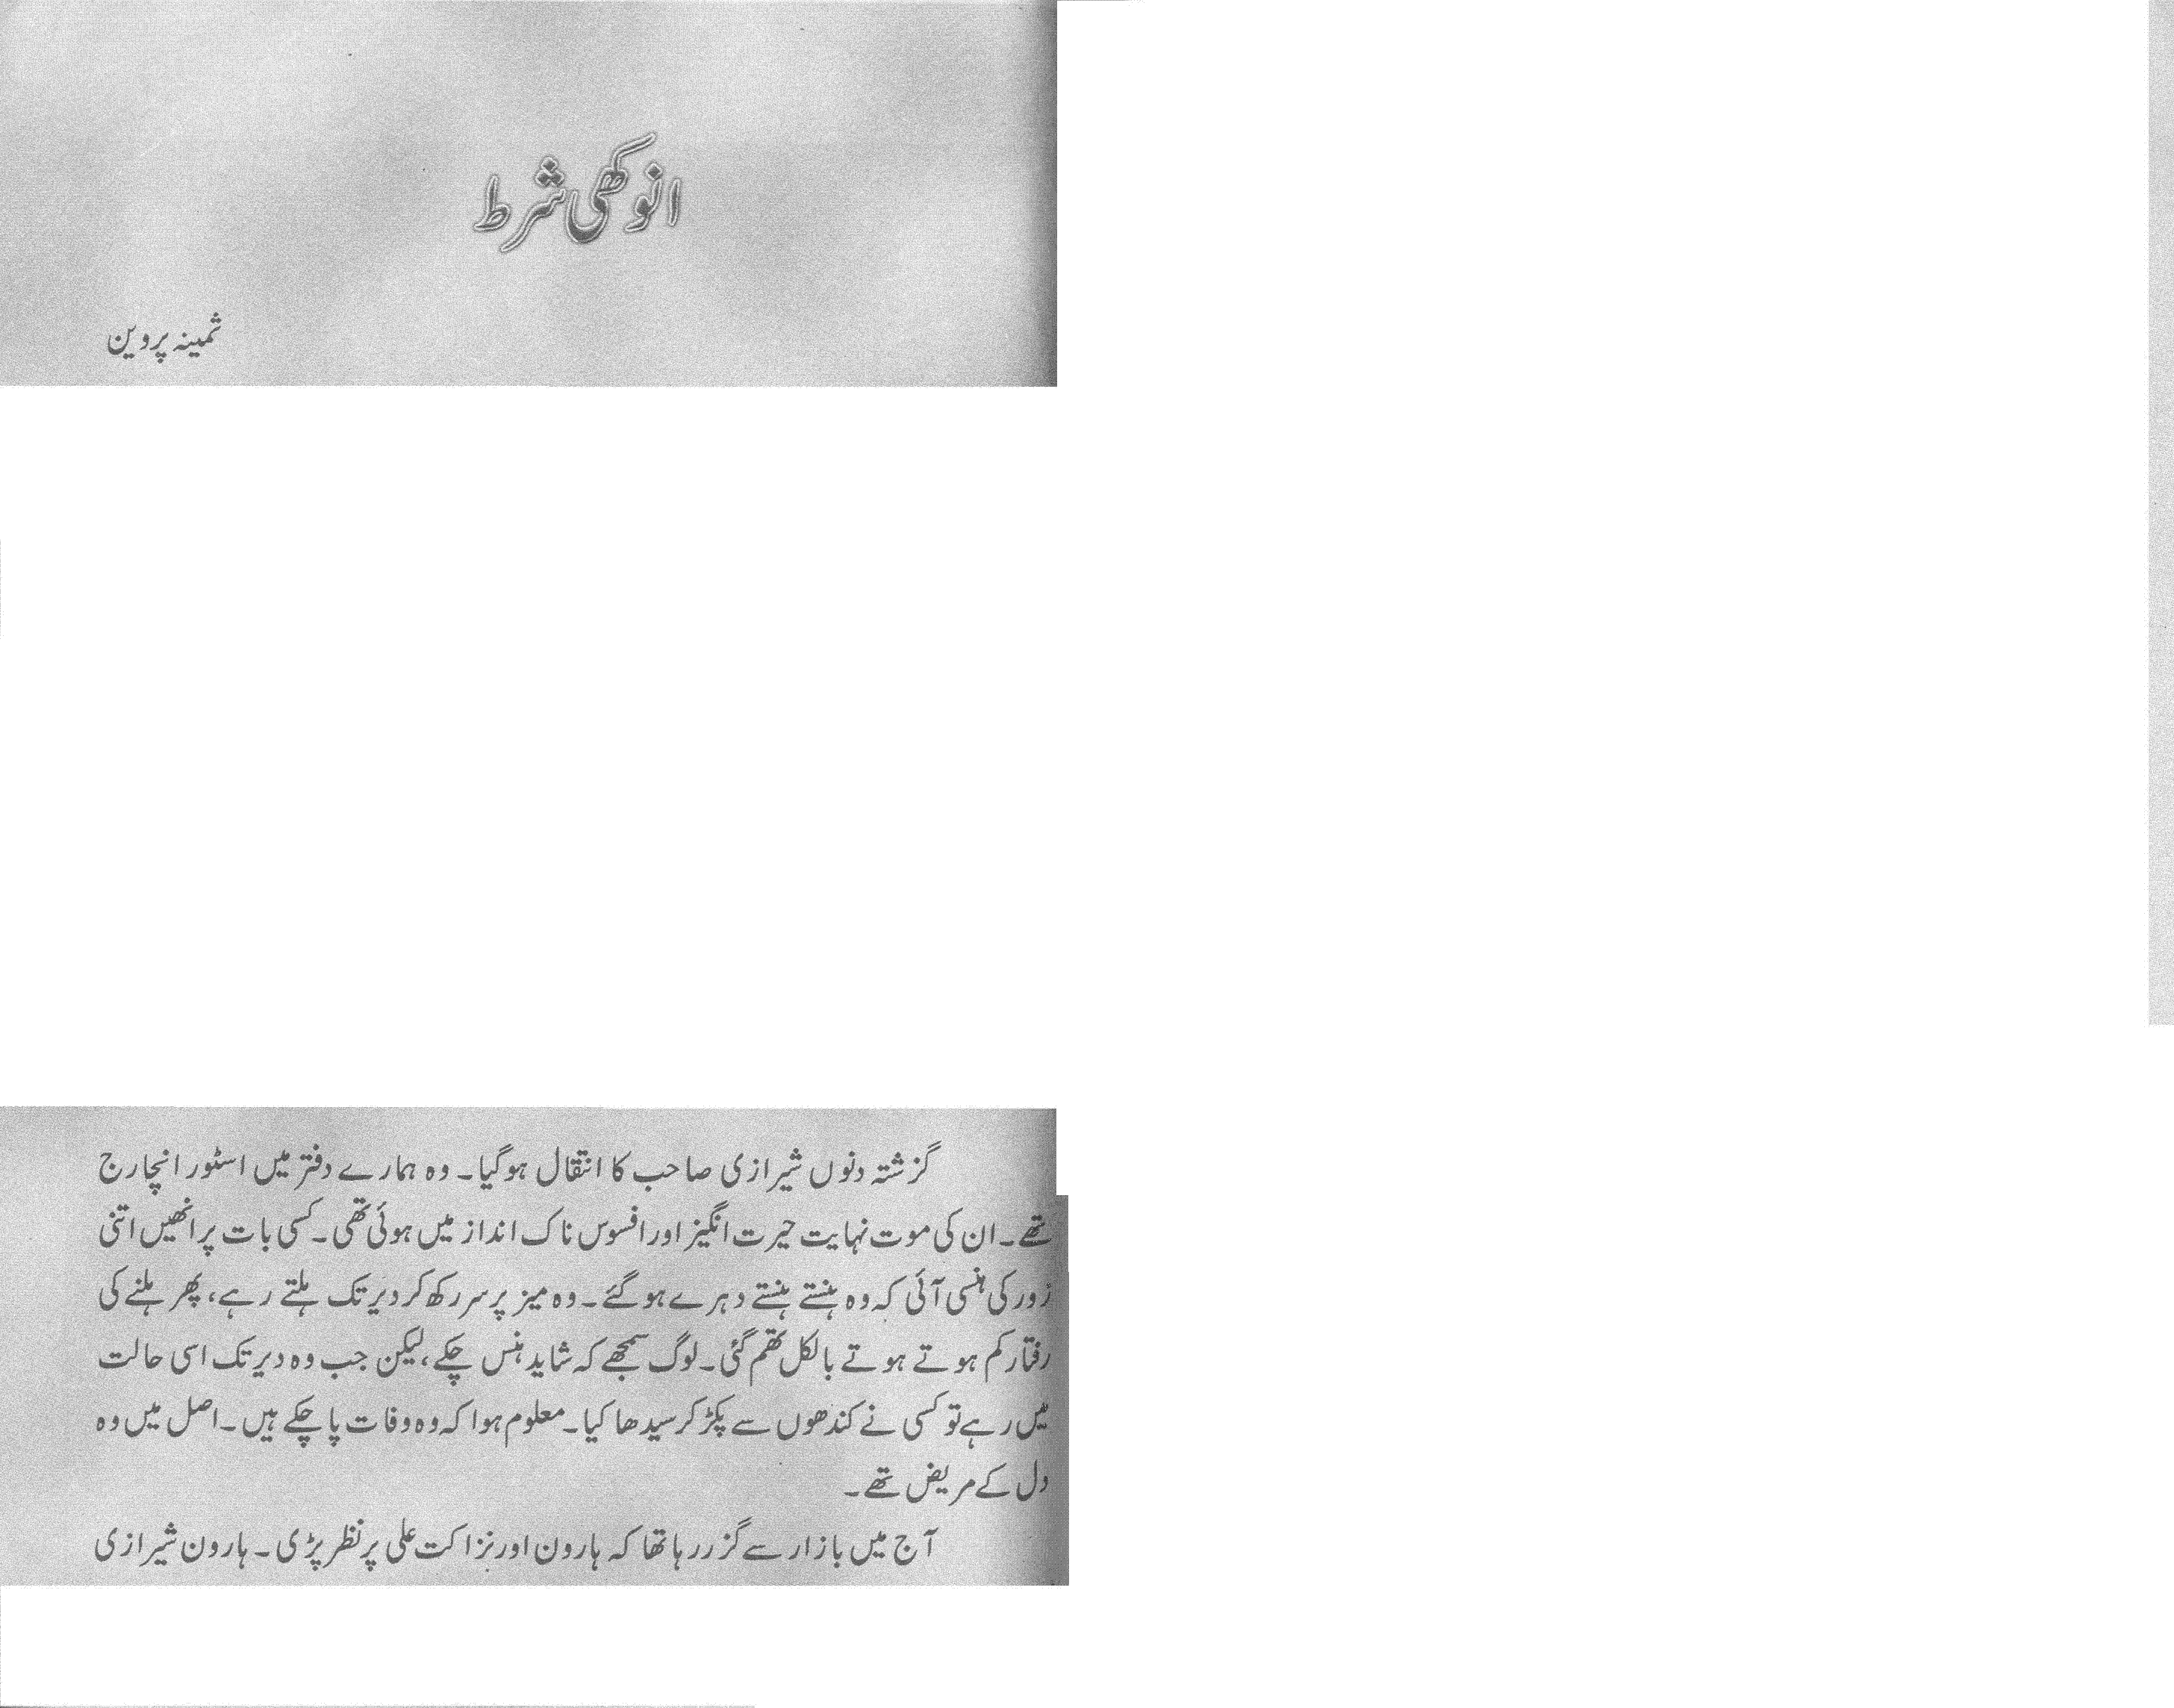 انوکھی شرط
ثمینہ پروین
گزشتہ دنوں شیرازی صاحب کا انتقال ہوگیا۔ وہ ہمارے دفتر میں اسٹور انچارج
تھے۔ ان کی موت نہایت حیرت انگیز اور افسوس ناک انداز میں ہوئی تھی۔ کسی بات پر انھیں اتنی
زور کی ہنسی آئی کہ وہ ہنستے ہنستے دہرے ہوگئے۔ وہ میز پر سر رکھ کر دیر تک ہلتے رہے، پھر ہلنے کی
رفتار کم ہوتے ہوتے بالکل تھم گئی۔ لوگ سمجھے کہ شاید ہنس چکے، لیکن جب وہ دیر تک اسی حالت
میں رہے تو کسی نے کندھوں سے پکڑ کر سیدھا کیا۔ معلوم ہوا کہ وہ وفات پا چکے ہیں۔ اصل میں وہ
دل کے مریض تھے۔
آج میں بازار سے گزر رہا تھا کہ ہارون اور نزاکت علی پر نظر پڑی۔ ہارون شیرازی